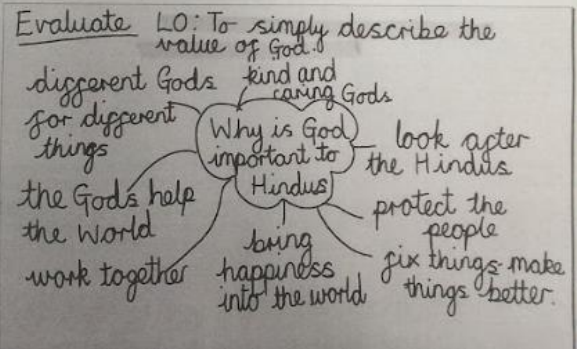 Evaluate LO: To simply describe the
value of God.
different Gods
for different
things
kind and
caring Gods
Why is God
important to
Hindus
look after
the Hindus
the Gods help
the World
protect the
people
work together
bring
happiness
into the world
fix things make
things better.